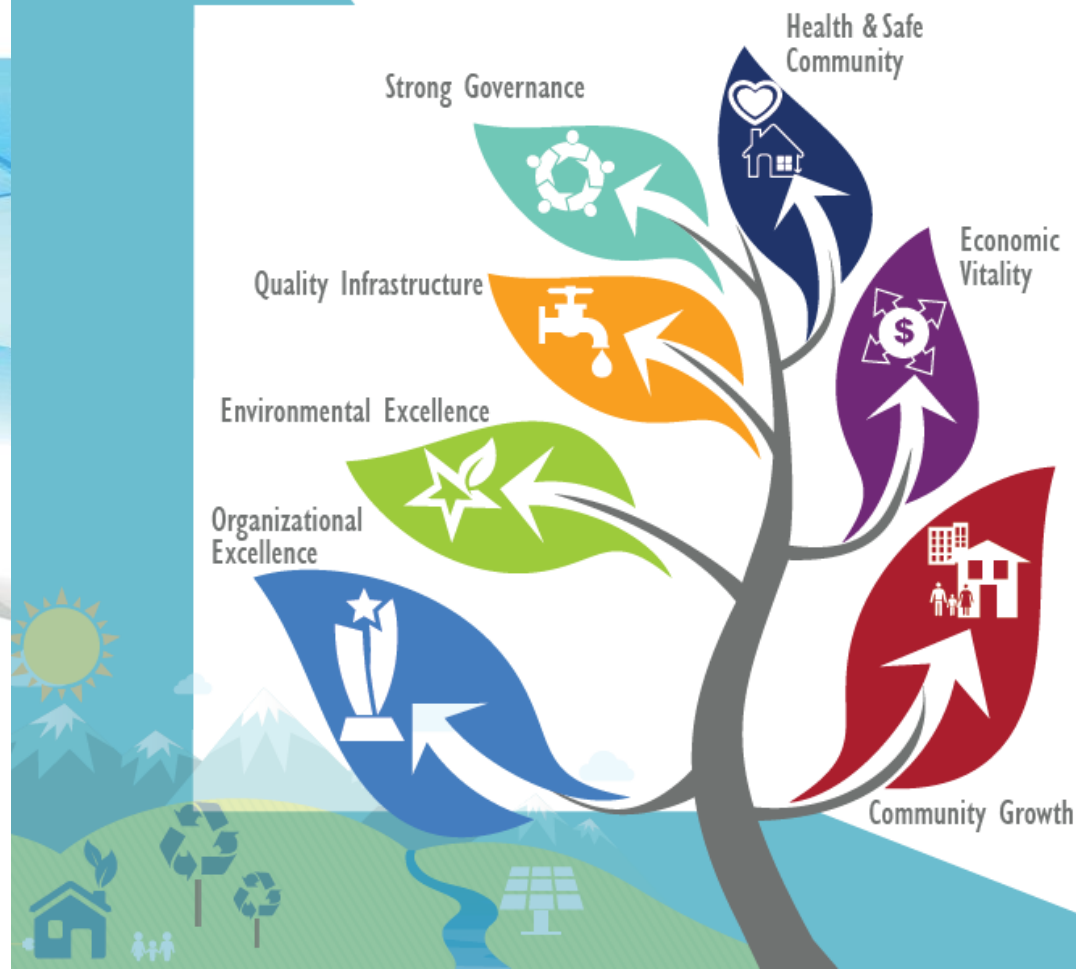 Health & Safe
Community
Strong Governance
Economic
Vitality
Quality Infrastructure
Environmental Excellence
Organizational
Excellence
Community Growth
$